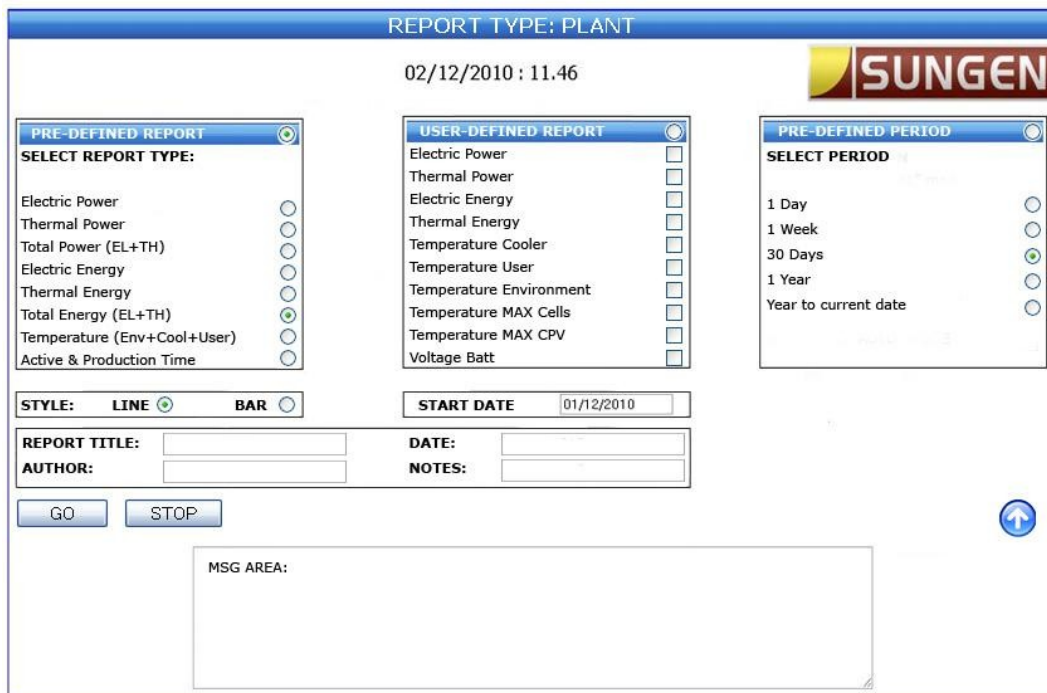 REPORT TYPE: PLANT
02/12/2010 : 11.46
SUNGEN
PRE-DEFINED REPORT
SELECT REPORT TYPE:
Electric Power
Thermal Power
Total Power (EL+TH)
Electric Energy
Thermal Energy
Total Energy (EL+TH)
Temperature (Env+Cool+User)
Active & Production Time
USER-DEFINED REPORT
Electric Power
Thermal Power
Electric Energy
Thermal Energy
Temperature Cooler
Temperature User
Temperature Environment
Temperature MAX Cells
Temperature MAX CPV
Voltage Batt
PRE-DEFINED PERIOD
SELECT PERIOD
1 Day
1 Week
30 Days
1 Year
Year to current date
STYLE: LINE BAR
START DATE 01/12/2010
REPORT TITLE: DATE:
AUTHOR: NOTES:
GO STOP
MSG AREA: